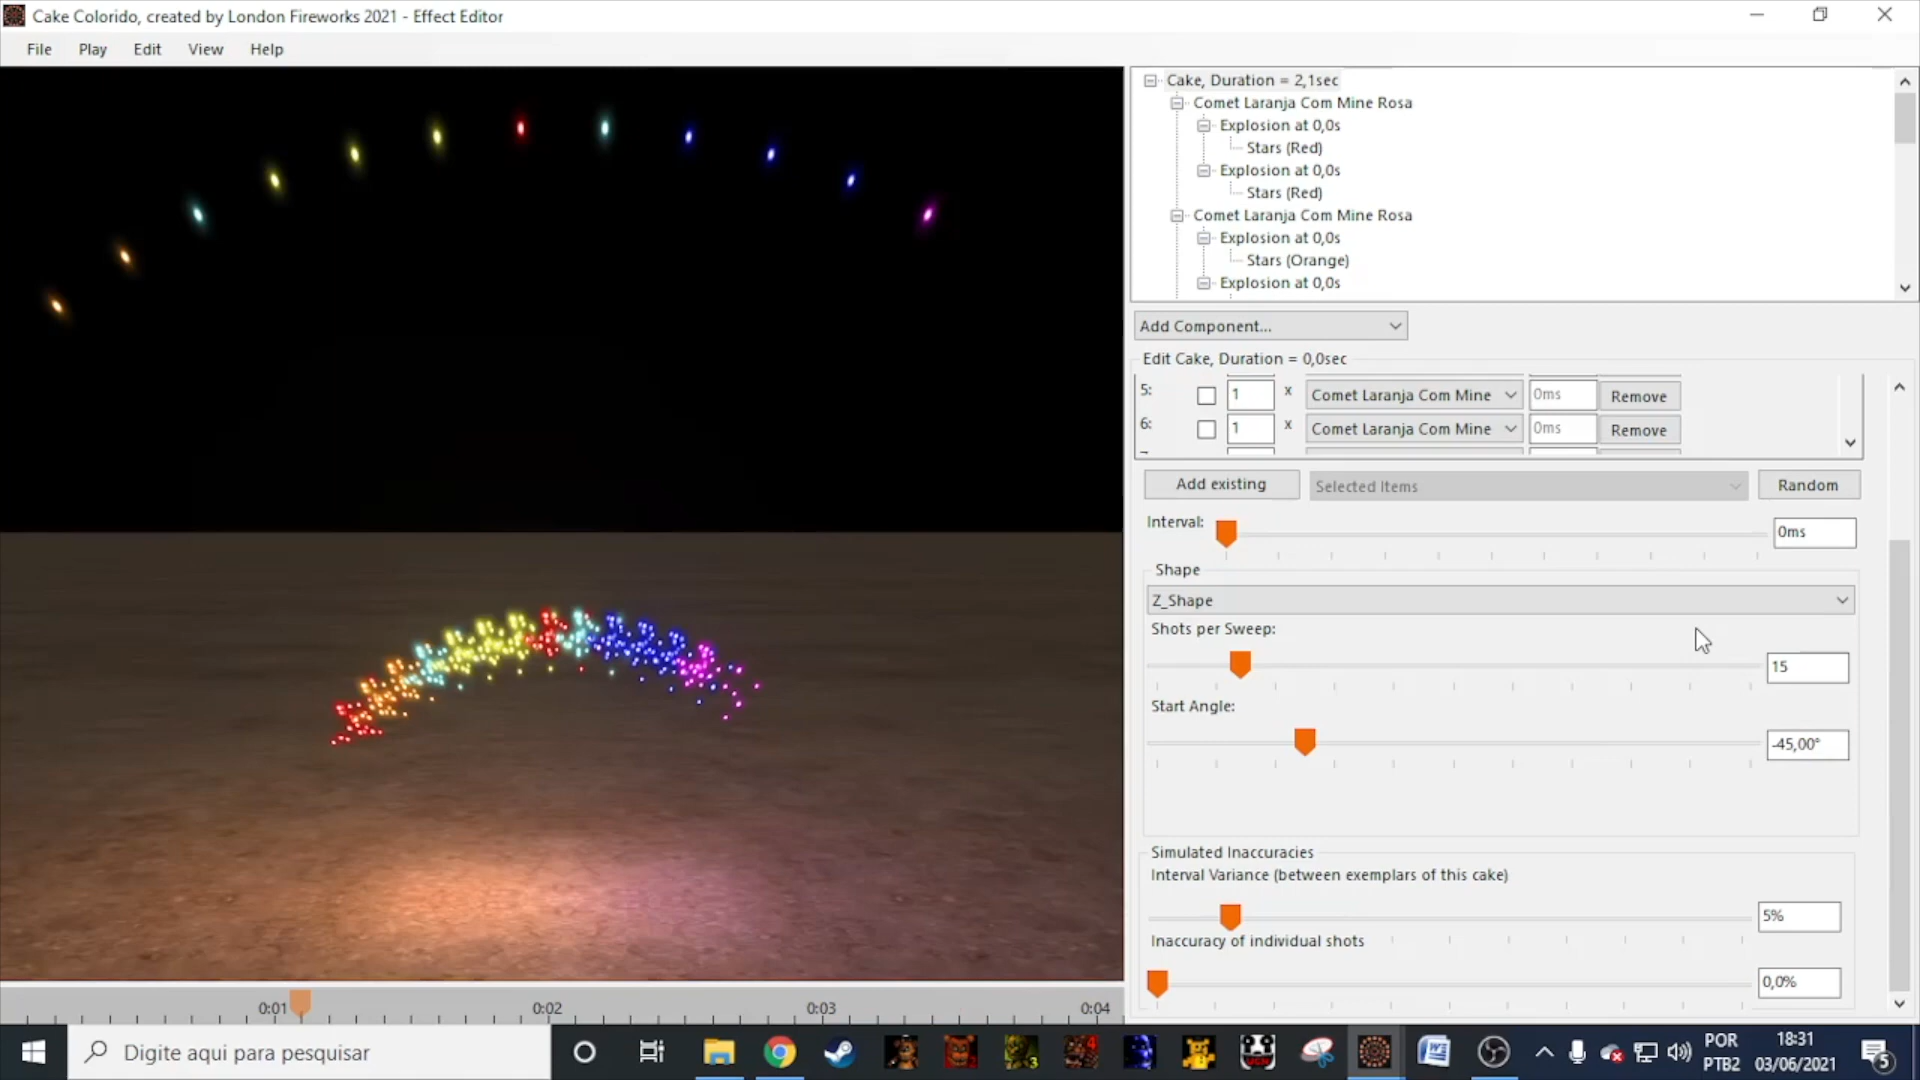 Cake Colorido, created by London Fireworks 2021 - Effect Editor
File Play Edit View Help
Cake, Duration = 2,1sec
Comet Laranja Com Mine Rosa
Explosion at 0,0s
Stars (Red)
Explosion at 0,0s
Stars (Red)
Comet Laranja Com Mine Rosa
Explosion at 0,0s
Stars (Orange)
Explosion at 0,0s
Add Component...
Edit Cake, Duration = 0,0sec
5: 1 x Comet Laranja Com Mine 0ms Remove
6: 1 x Comet Laranja Com Mine 0ms Remove
Add existing Selected Items Random
Interval: 0ms
Shape
Z_Shape
Shots per Sweep:
15
Start Angle:
-45,00°
Simulated Inaccuracies
Interval Variance (between exemplars of this cake)
5%
Inaccuracy of individual shots
0,0%
0:01 0:02 0:03 0:04
Digite aqui para pesquisar
POR 18:31
PTB2 03/06/2021 5